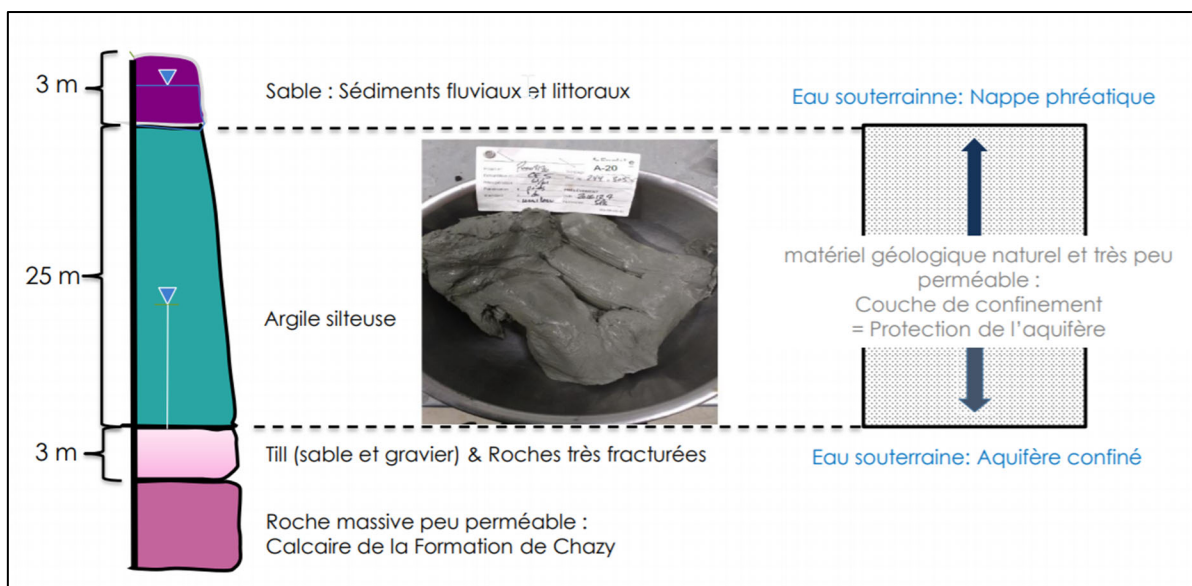 3 m
Sable : Sédiments fluviaux et littoraux
Eau souterrainne: Nappe phréatique
A-20
25 m
Argile silteuse
matériel géologique naturel et très peu
perméable :
Couche de confinement
= Protection de l'aquifère
3 m
Till (sable et gravier) & Roches très fracturées
Eau souterraine: Aquifère confiné
Roche massive peu perméable :
Calcaire de la Formation de Chazy